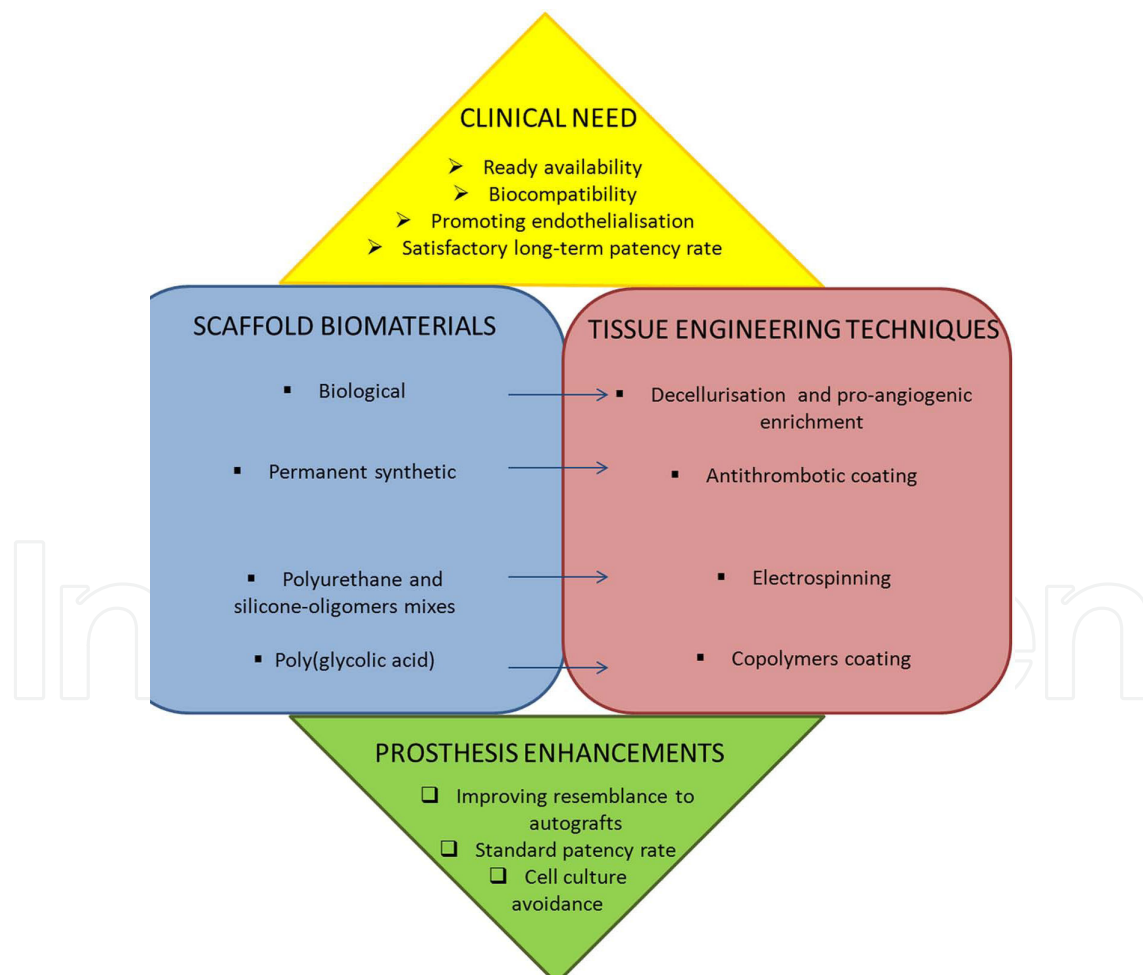 CLINICAL NEED
➢ Ready availability
➢ Biocompatibility
➢ Promoting endothelialisation
➢ Satisfactory long-term patency rate
SCAFFOLD BIOMATERIALS
▪ Biological
▪ Permanent synthetic
▪ Polyurethane and
silicone-oligomers mixes
▪ Poly(glycolic acid)
TISSUE ENGINEERING TECHNIQUES
▪ Decellurisation and pro-angiogenic
enrichment
▪ Antithrombotic coating
▪ Electrospinning
▪ Copolymers coating
PROSTHESIS ENHANCEMENTS
❑ Improving resemblance to
autografts
❑ Standard patency rate
❑ Cell culture
avoidance